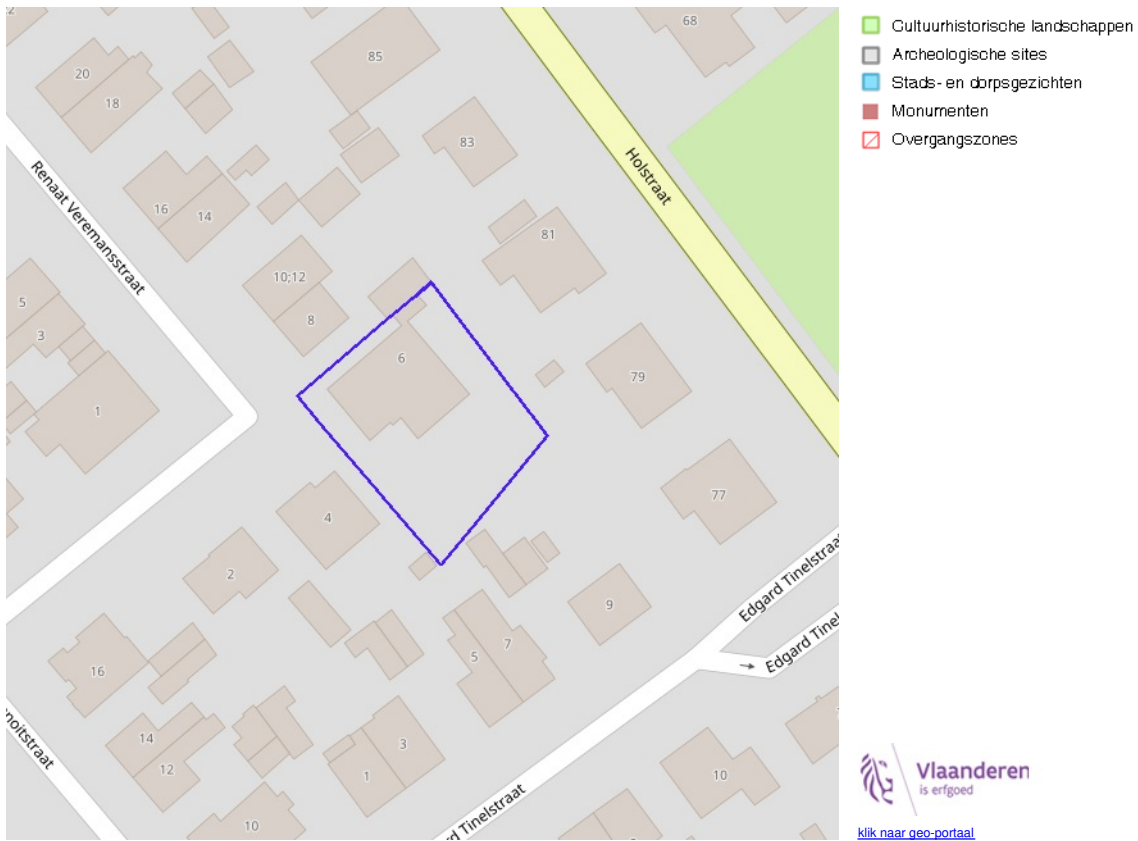 2
68
85
20
18
83
Holstraat
Renaat Veremansstraat
16
14
81
10;12
5
8
3
6
79
1
77
4
2
Edgard Tinelstraat
9
7
Edgard Tinel
5
16
noitstraat
14
3
12
1
10
10
d Tinelstraat
Cultuurhistorische landschappen
Archeologische sites
Stads- en dorpsgezichten
Monumenten
Overgangszones
Vlaanderen
is erfgoed
klik naar geo-portaal